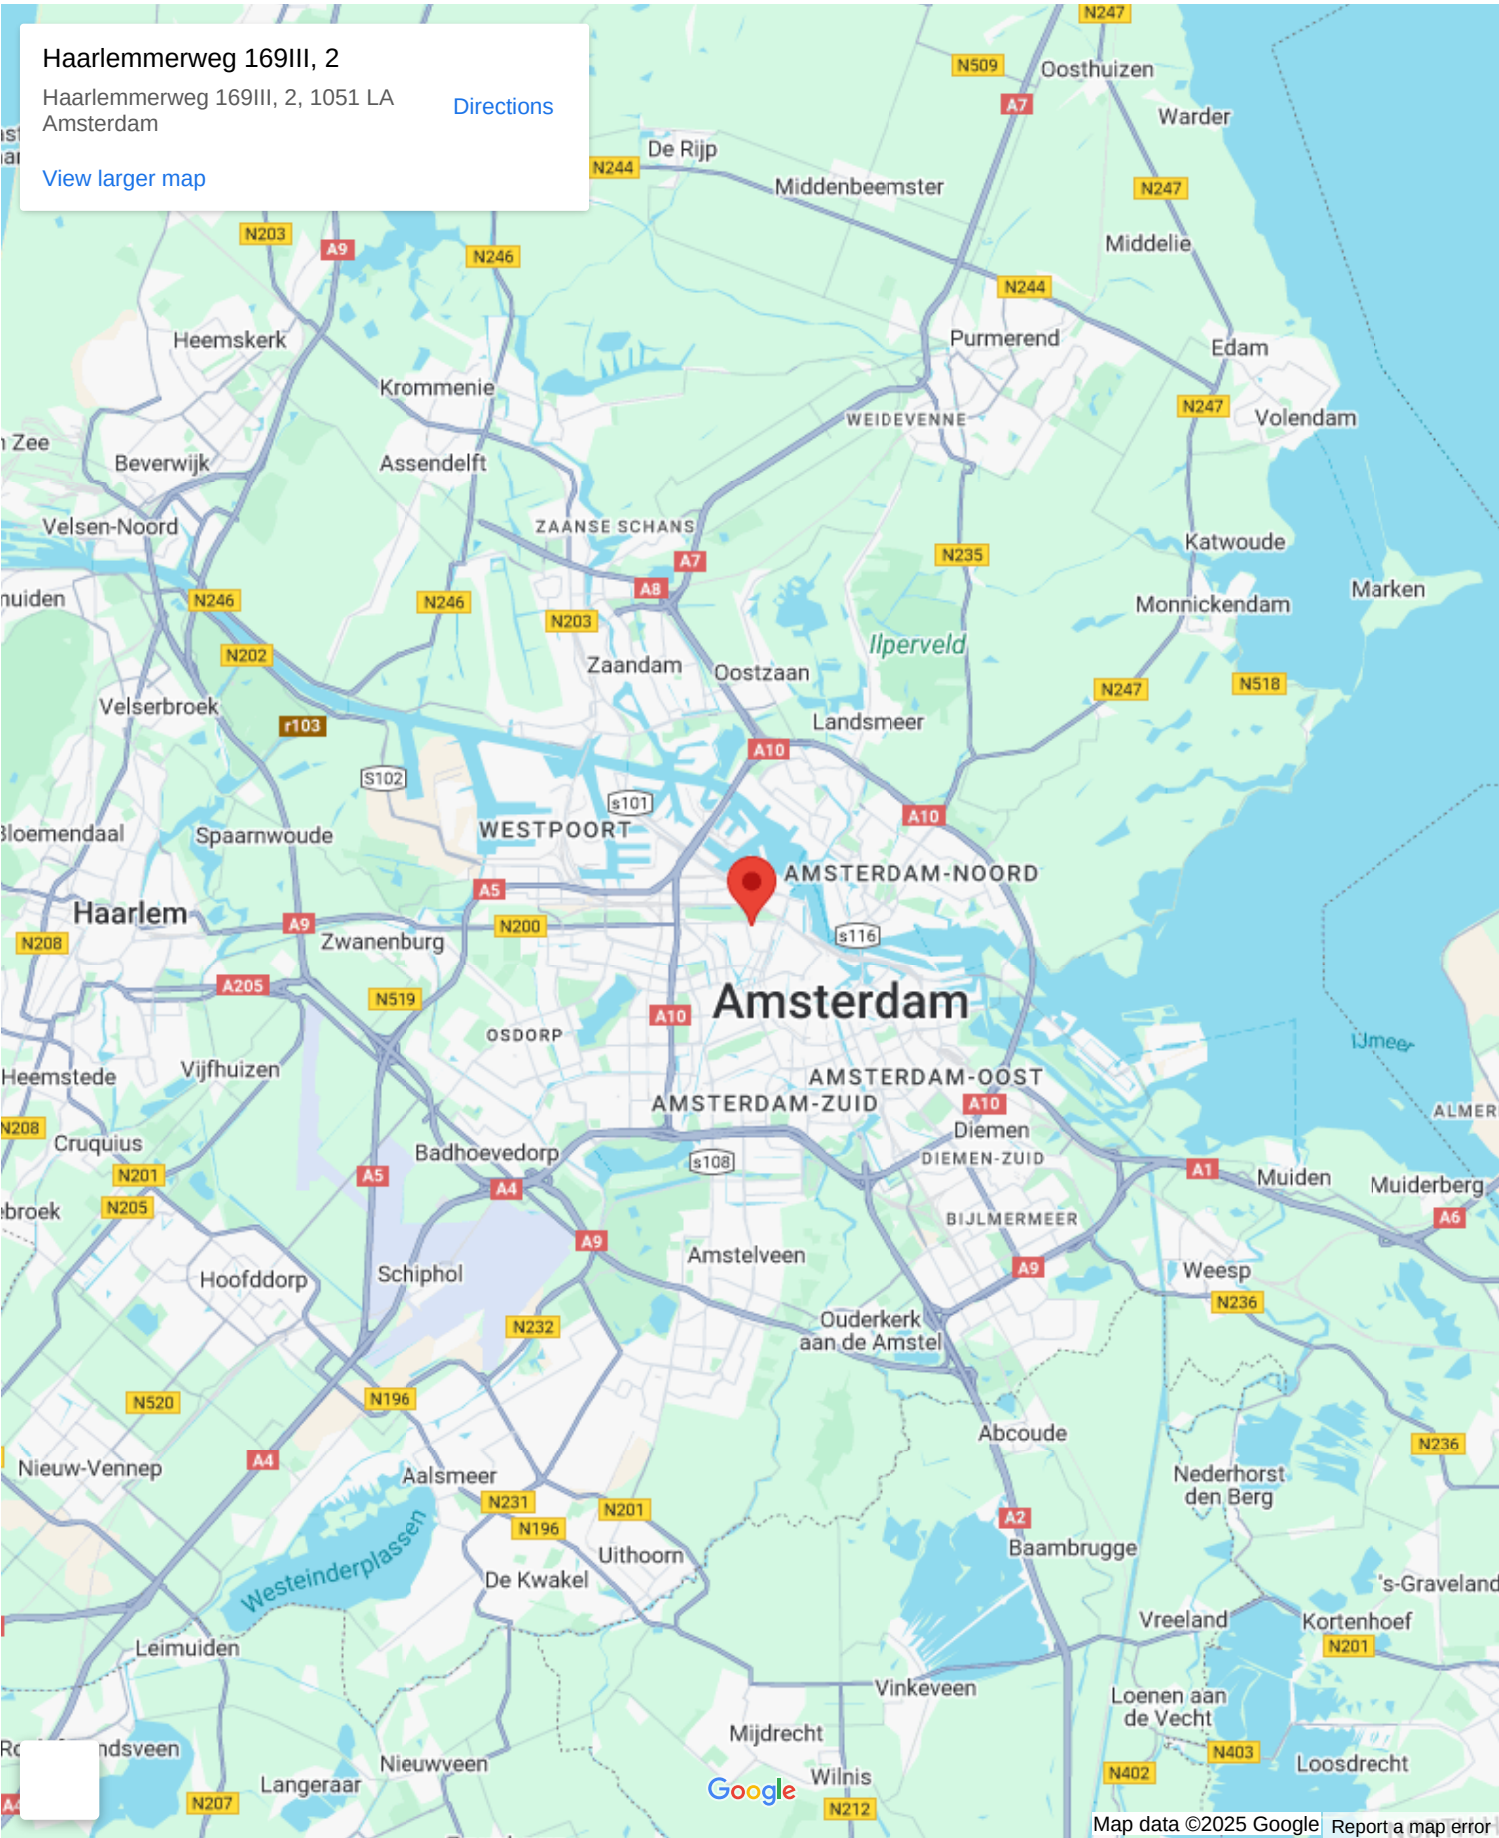 Haarlemmerweg 169III, 2
Haarlemmerweg 169III, 2, 1051 LA
Amsterdam
Directions
View larger map
N247
N509
Oosthuizen
A7
Warder
De Rijp
N244
Middenbeemster
N247
N203
A9
N246
Middelie
N244
Heemskerk
Purmerend
Edam
Krommenie
N247
WEIDEVENNE
Volendam
n Zee
Beverwijk
Assendelft
Velsen-Noord
ZAANSE SCHANS
A7
N235
Katwoude
A8
Marken
nuiden
N246
N246
N203
Monnickendam
Ilperveld
N202
Zaandam
Oostzaan
N247
N518
Velserbroek
r103
Landsmeer
A10
S102
s101
A10
Bloemendaal
Spaarnwoude
WESTPOORT
AMSTERDAM-NOORD
A5
Haarlem
A9
N200
N208
Zwanenburg
s116
A205
N519
Amsterdam
A10
OSDORP
IJmeer
Heemstede
Vijfhuizen
AMSTERDAM-OOST
AMSTERDAM-ZUID
A10
ALMER
N208
Cruquius
Diemen
Badhoevedorp
s108
DIEMEN-ZUID
N201
A5
A4
A1
Muiden
Muiderberg
N205
ebroek
BIJLMERMEER
A6
A9
Amstelveen
A9
Hoofddorp
Schiphol
Weesp
N236
N232
Ouderkerk
aan de Amstel
N520
N196
Abcoude
N236
A4
Nieuw-Vennep
Aalsmeer
Nederhorst
den Berg
N231
N201
A2
N196
Westeinderplassen
Uithoorn
Baambrugge
De Kwakel
's-Graveland
Vreeland
Kortenhoef
Leimuiden
N201
Vinkeveen
Loenen aan
de Vecht
Mijdrecht
ndsveen
Nieuwveen
N403
Loosdrecht
Langeraar
Wilnis
N402
Google
N207
N212
Map data ©2025 Google
Report a map error